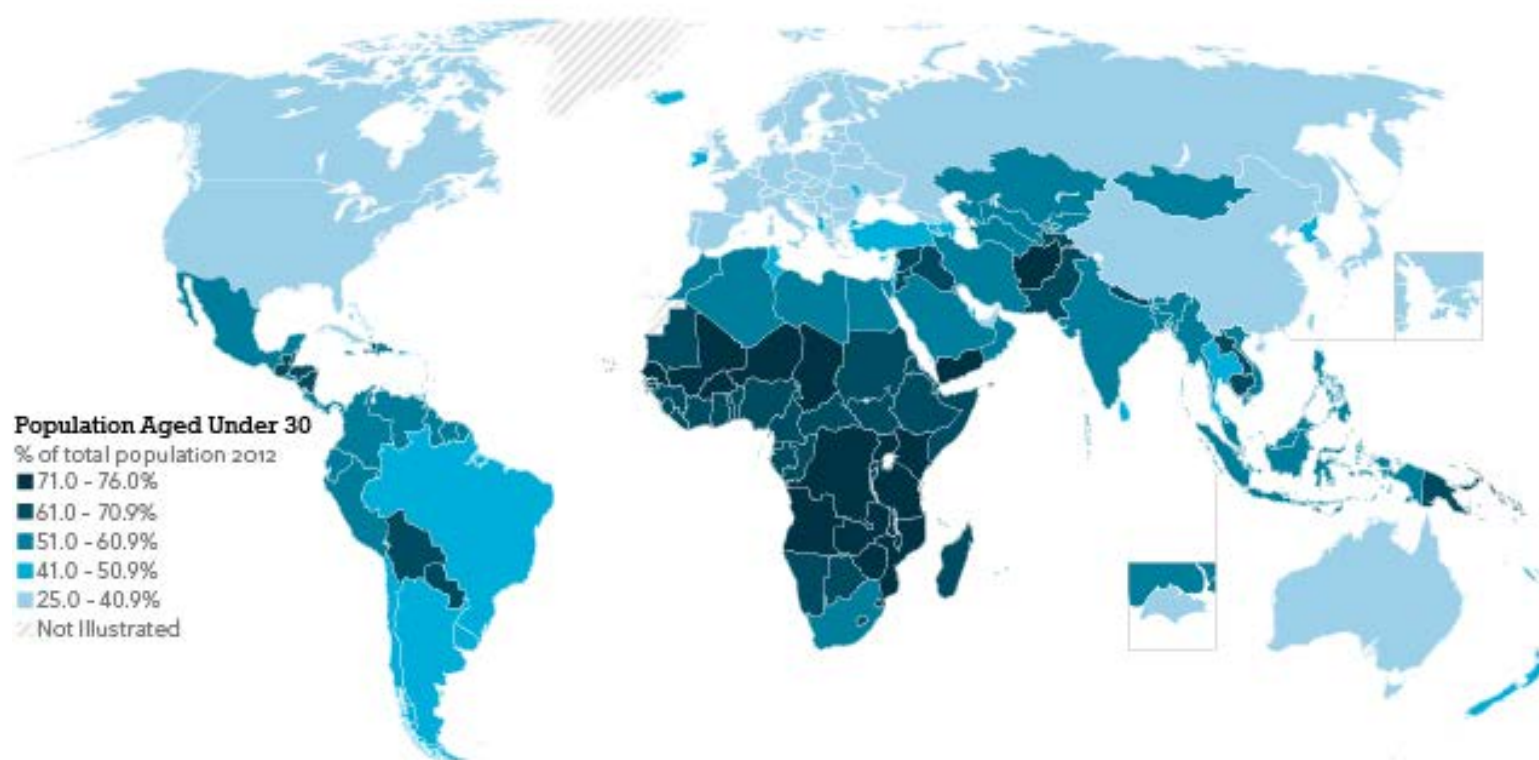 Population Aged Under 30
% of total population 2012
71.0 - 76.0%
61.0 - 70.9%
51.0 - 60.9%
41.0 - 50.9%
25.0 - 40.9%
Not Illustrated